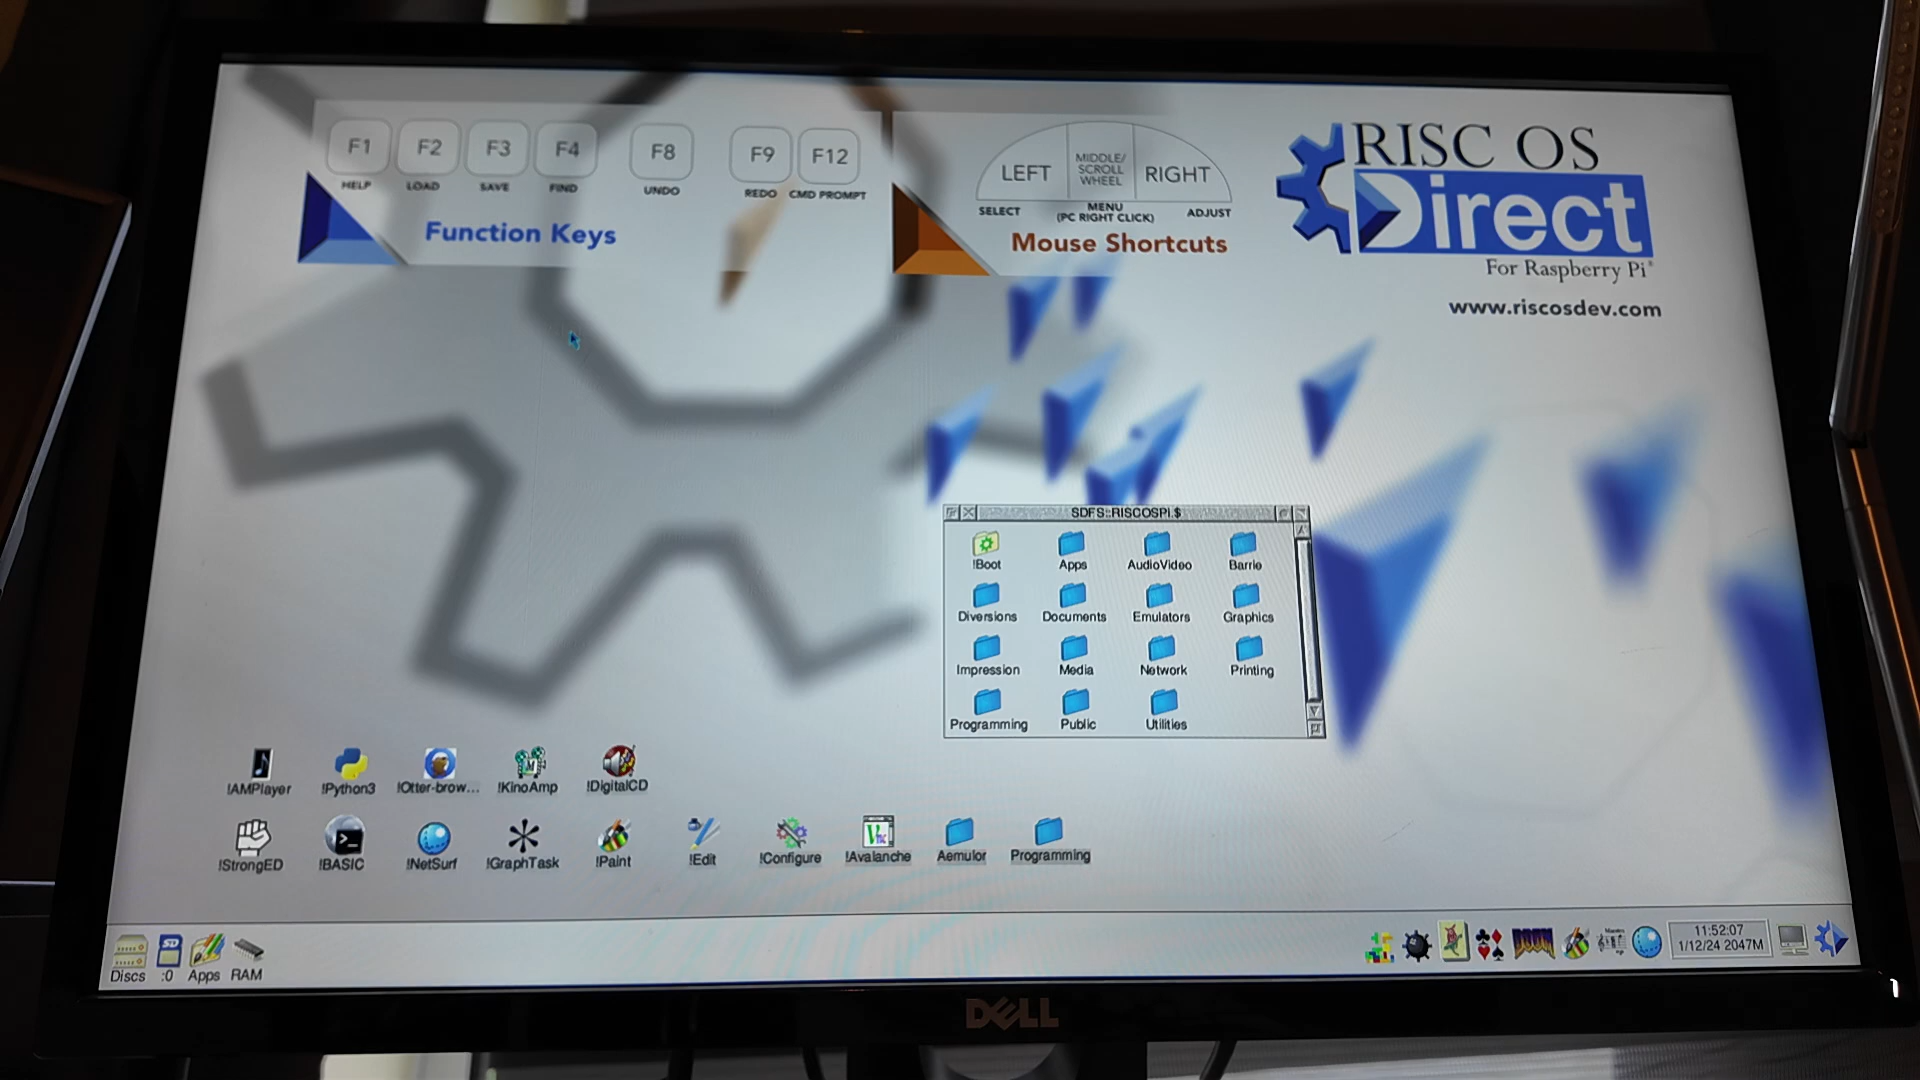 F1 F2 F3 F4 F8 F9 F12
HELP LOAD SAVE FIND UNDO REDO CMD PROMPT
Function Keys
LEFT MIDDLE/ SCROLL WHEEL RIGHT
SELECT MENU (PC RIGHT CLICK) ADJUST
Mouse Shortcuts
RISC OS
Direct
For Raspberry Pi®
www.riscosdev.com
SDFS::RISCOSPi.$
!Boot Apps AudioVideo Barrie
Diversions Documents Emulators Graphics
Impression Media Network Printing
Programming Public Utilities
!AMPlayer !Python3 !Otter-brow... !KinoAmp !DigitalCD
!StrongED !BASIC !NetSurf !GraphTask !Paint !Edit !Configure !Avalanche Aemulor Programming
SD
Discs :0 Apps RAM
DOOM
11:52:07
1/12/24 2047M
DELL